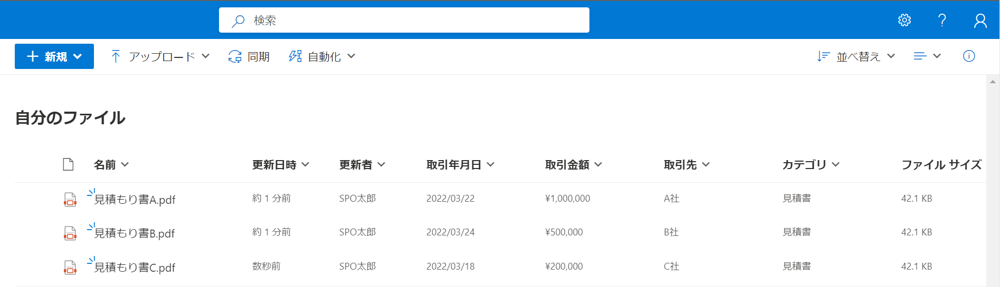 検索
新規 アップロード 同期 自動化 並べ替え
自分のファイル
名前 更新日時 更新者 取引年月日 取引金額 取引先 カテゴリ ファイル サイズ
見積もり書A.pdf 約 1 分前 SPO太郎 2022/03/22 ¥1,000,000 A社 見積書 42.1 KB
見積もり書B.pdf 約 1 分前 SPO太郎 2022/03/24 ¥500,000 B社 見積書 42.1 KB
見積もり書C.pdf 数秒前 SPO太郎 2022/03/18 ¥200,000 C社 見積書 42.1 KB